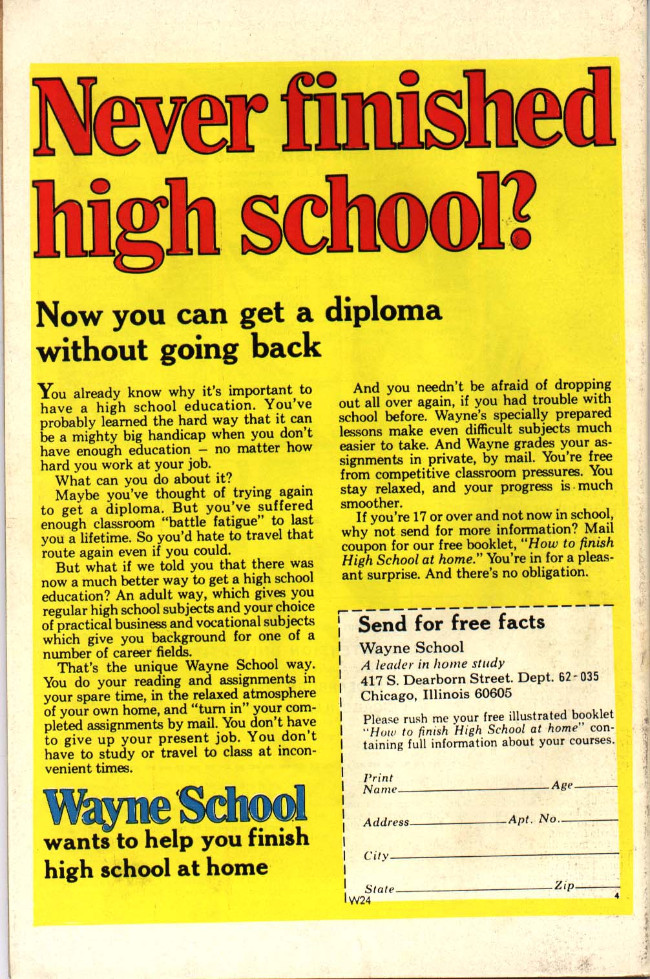 Never finished
high school?
Now you can get a diploma
without going back
You already know why it's important to
have a high school education. You've
probably learned the hard way that it can
be a mighty big handicap when you don't
have enough education — no matter how
hard you work at your job.
What can you do about it?
Maybe you've thought of trying again
to get a diploma. But you've suffered
enough classroom "battle fatigue" to last
you a lifetime. So you'd hate to travel that
route again even if you could.
But what if we told you that there was
now a much better way to get a high school
education? An adult way, which gives you
regular high school subjects and your choice
of practical business and vocational subjects
which give you background for one of a
number of career fields.
That's the unique Wayne School way.
You do your reading and assignments in
your spare time, in the relaxed atmosphere
of your own home, and "turn in" your com-
pleted assignments by mail. You don't have
to give up your present job. You don't
have to study or travel to class at incon-
venient times.
Wayne School
wants to help you finish
high school at home
And you needn't be afraid of dropping
out all over again, if you had trouble with
school before. Wayne's specially prepared
lessons make even difficult subjects much
easier to take. And Wayne grades your as-
signments in private, by mail. You're free
from competitive classroom pressures. You
stay relaxed, and your progress is much
smoother.
If you're 17 or over and not now in school,
why not send for more information? Mail
coupon for our free booklet, "How to finish
High School at home." You're in for a pleas-
ant surprise. And there's no obligation.
Send for free facts
Wayne School
A leader in home study
417 S. Dearborn Street. Dept. 62-035
Chicago, Illinois 60605
Please rush me your free illustrated booklet
"How to finish High School at home" con-
taining full information about your courses.
Print
Name Age
Address Apt. No.
City
State Zip
W24 4